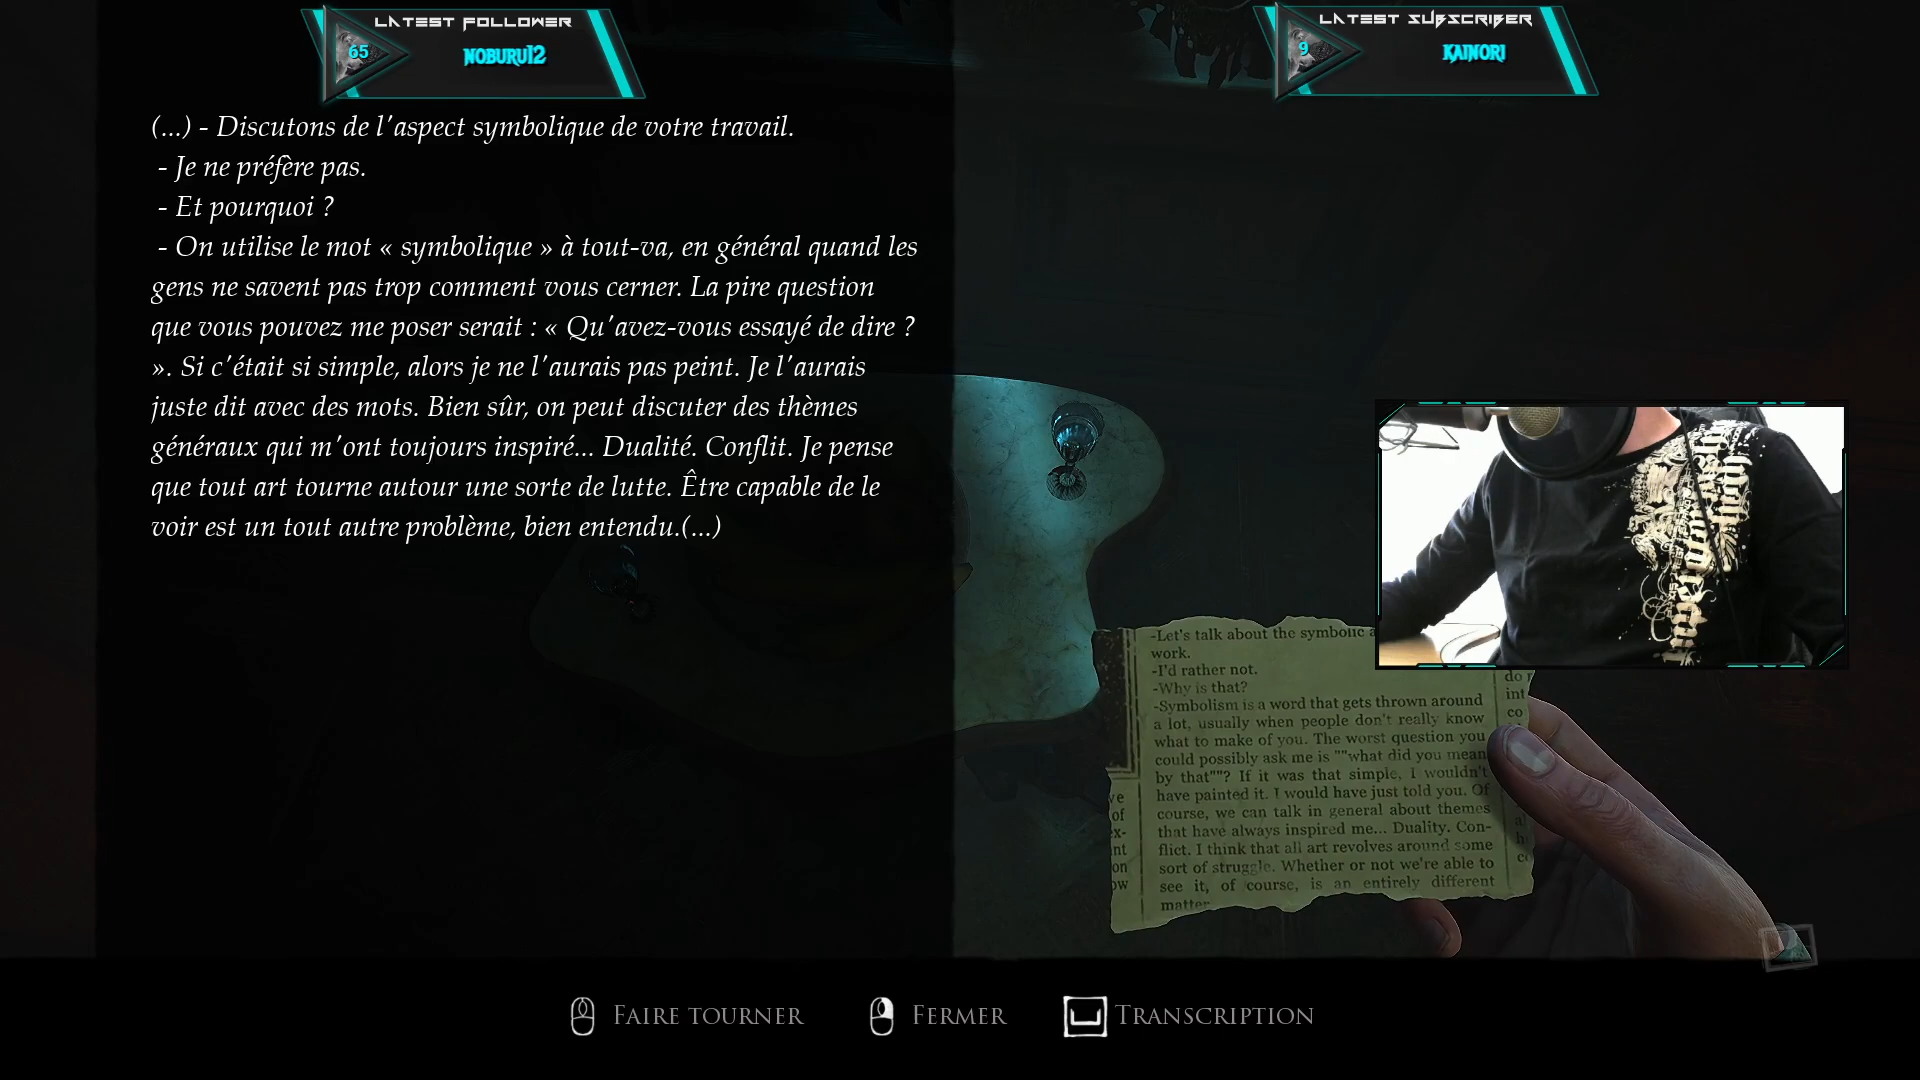 LATEST FOLLOWER
65
NOBURU12
LATEST SUBSCRIBER
9
KAINORI
(...) - Discutons de l'aspect symbolique de votre travail.
- Je ne préfère pas.
- Et pourquoi ?
- On utilise le mot « symbolique » à tout-va, en général quand les
gens ne savent pas trop comment vous cerner. La pire question
que vous pouvez me poser serait : « Qu'avez-vous essayé de dire ?
». Si c'était si simple, alors je ne l'aurais pas peint. Je l'aurais
juste dit avec des mots. Bien sûr, on peut discuter des thèmes
généraux qui m'ont toujours inspiré... Dualité. Conflit. Je pense
que tout art tourne autour une sorte de lutte. Être capable de le
voir est un tout autre problème, bien entendu.(...)
-Let's talk about the symbolic a
work.
-I'd rather not.
-Why is that?
-Symbolism is a word that gets thrown around
a lot, usually when people don't really know
what to make of you. The worst question you
could possibly ask me is ""what did you mean
by that""? If it was that simple, I wouldn't
have painted it. I would have just told you. Of
course, we can talk in general about themes
that have always inspired me... Duality. Con-
flict. I think that all art revolves around some
sort of struggle. Whether or not we're able to
see it, of course, is an entirely different
matter
ve
of
ex-
nt
on
ow
do
int
co
FAIRE TOURNER
FERMER
TRANSCRIPTION